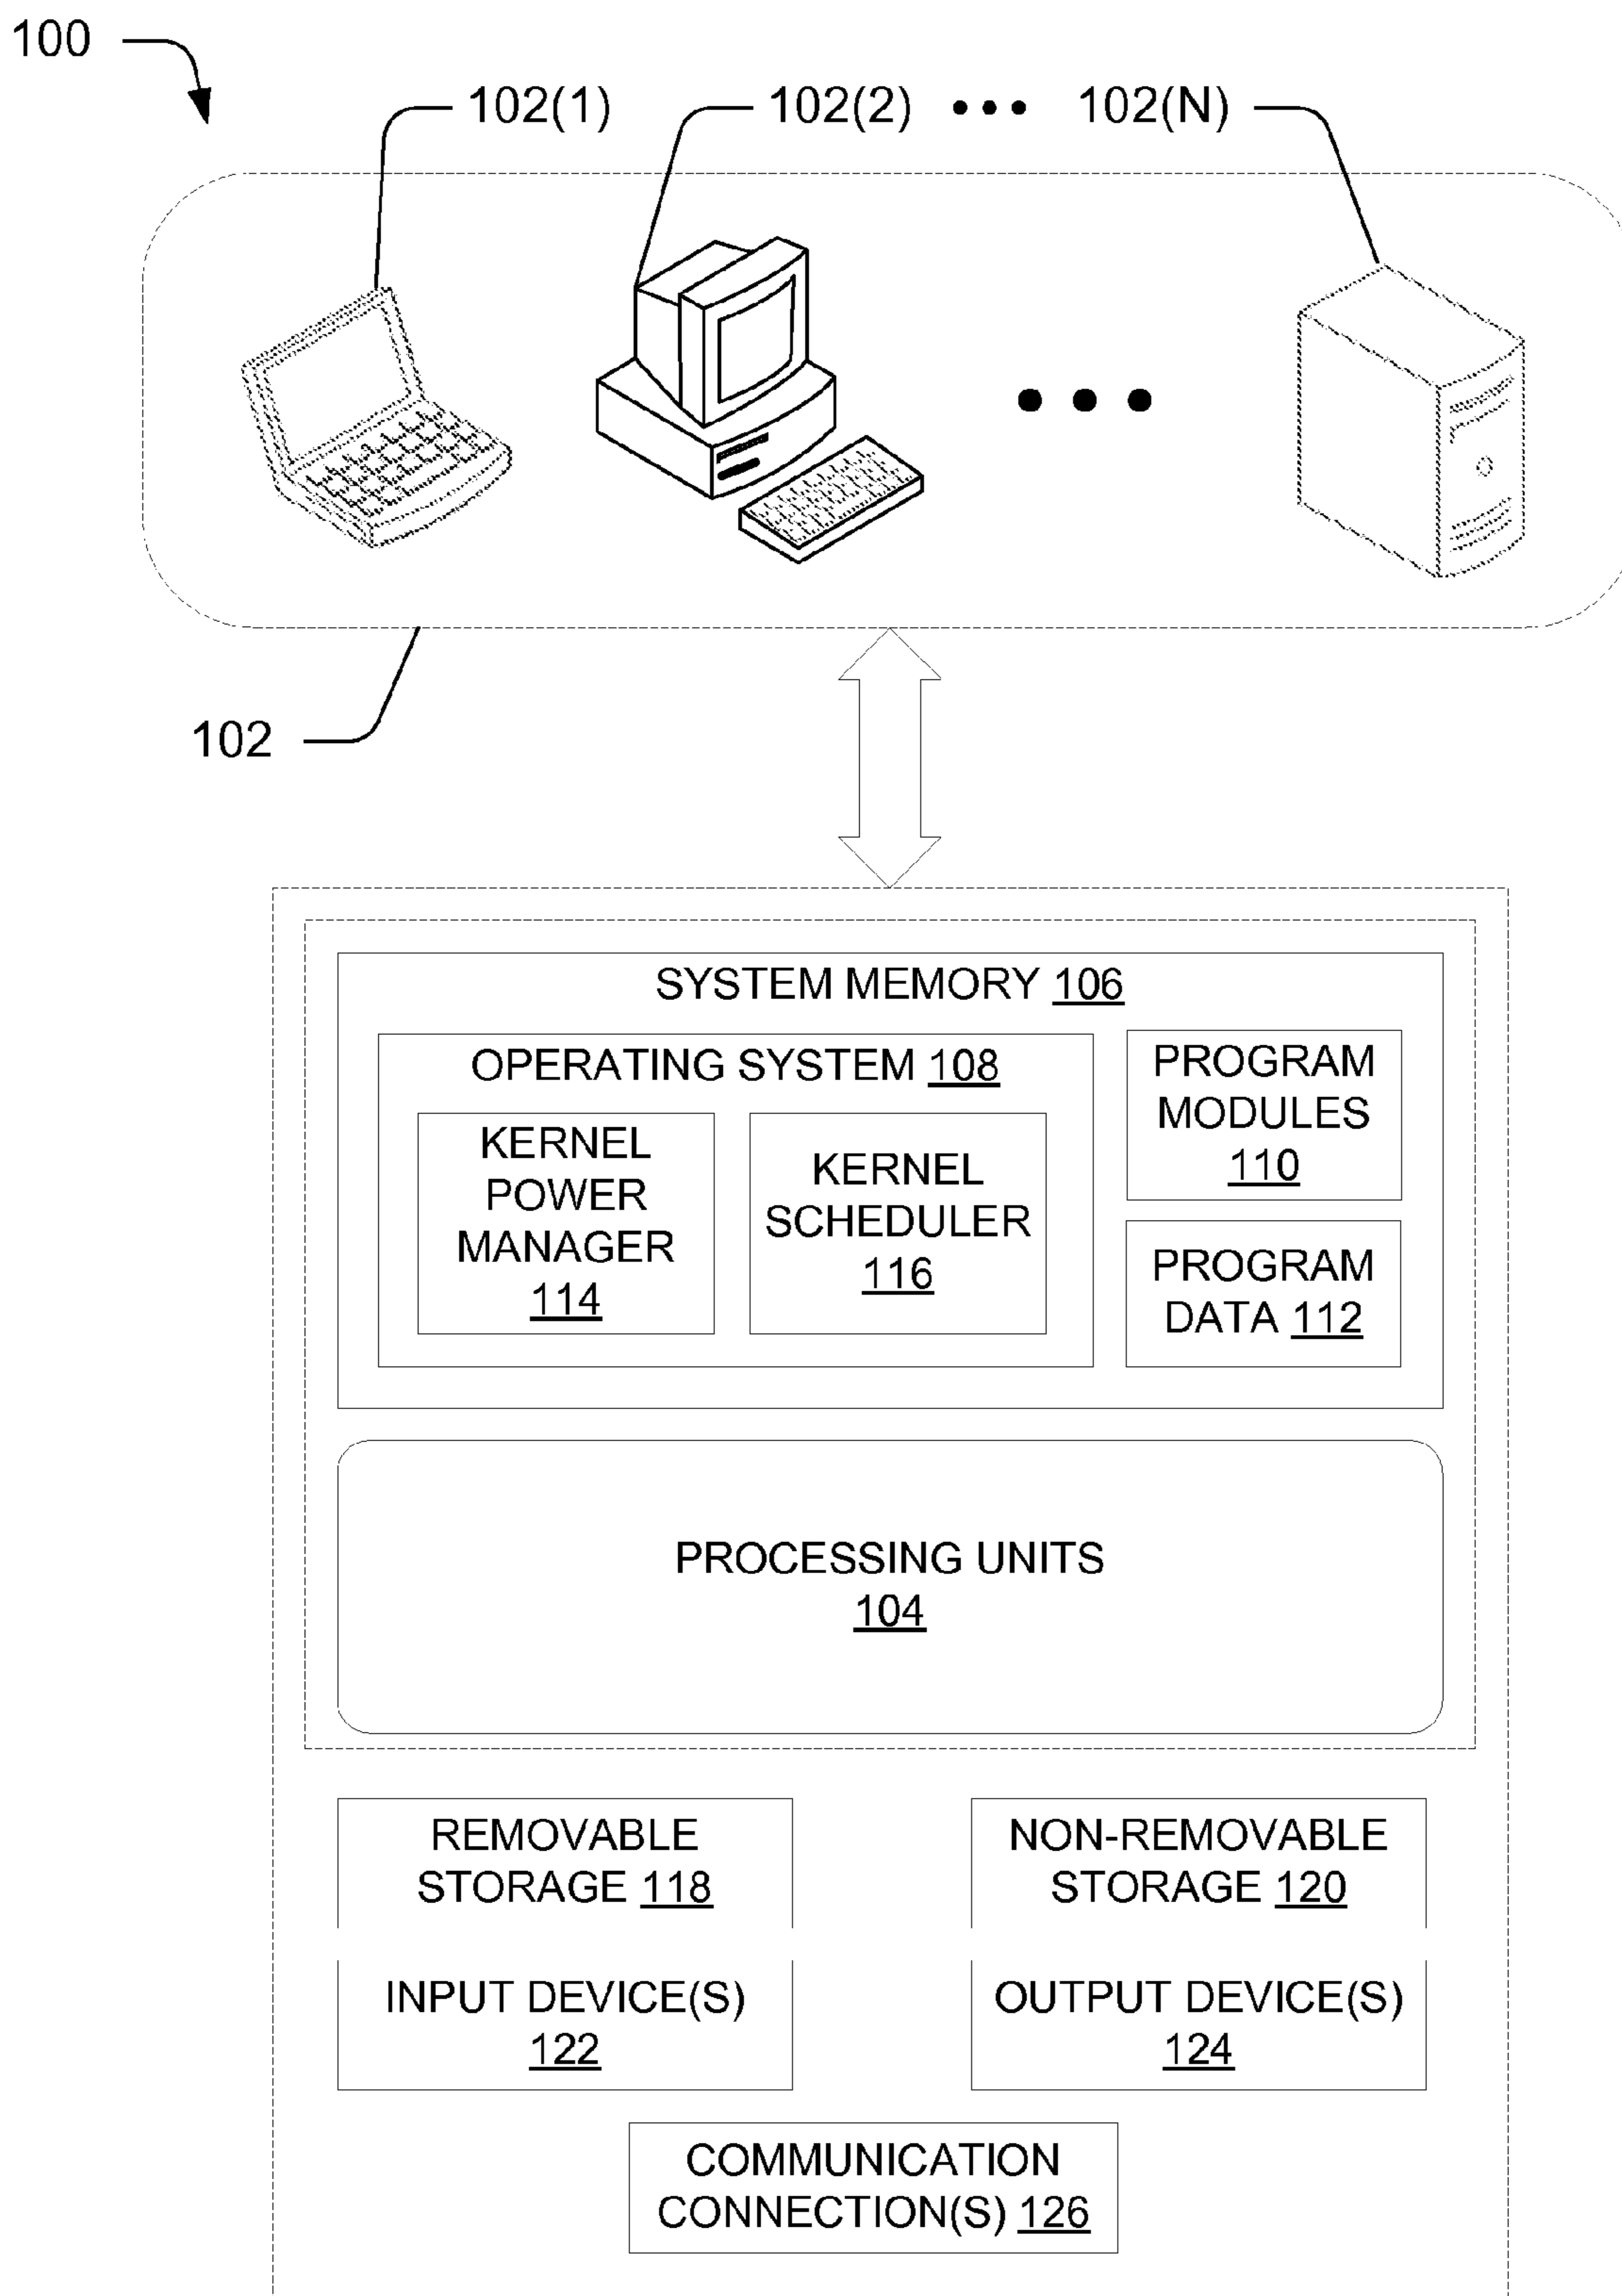 100
102(1) 102(2) ••• 102(N)
102
SYSTEM MEMORY 106
OPERATING SYSTEM 108
KERNEL
POWER
MANAGER
114
KERNEL
SCHEDULER
116
PROGRAM
MODULES
110
PROGRAM
DATA 112
PROCESSING UNITS
104
REMOVABLE
STORAGE 118
NON-REMOVABLE
STORAGE 120
INPUT DEVICE(S)
122
OUTPUT DEVICE(S)
124
COMMUNICATION
CONNECTION(S) 126